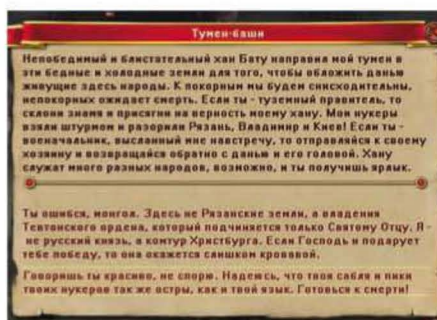 Тумен-баши
Непобедимый и блистательный хан Бату направил мой тумен в
эти бедные и холодные земли для того, чтобы обложить данью
живущие здесь народы. К покорным мы будем снисходительны,
непокорных ожидает смерть. Если ты - туземный правитель, то
склони знамя и присягни на верность моему хану. Мои нукеры
взяли штурмом и разорили Рязань, Владимир и Киев! Если ты -
военачальник, высланный мне навстречу, то отправляйся к своему
хозяину и возвращайся обратно с данью и его головой. Хану
служат много разных народов, возможно, и ты получишь ярлык.
Ты ошибся, монгол. Здесь не Рязанские земли, а владения
Тевтонского ордена, который подчиняется только Святому Отцу. Я -
не русский князь, а комтур Христбурга. Если Господь и подарует
тебе победу, то она окажется слишком кровавой.
Говоришь ты красиво, не спорю. Надеюсь, что твоя сабля и пики
твоих нукеров так же остры, как и твой язык. Готовься к смерти!